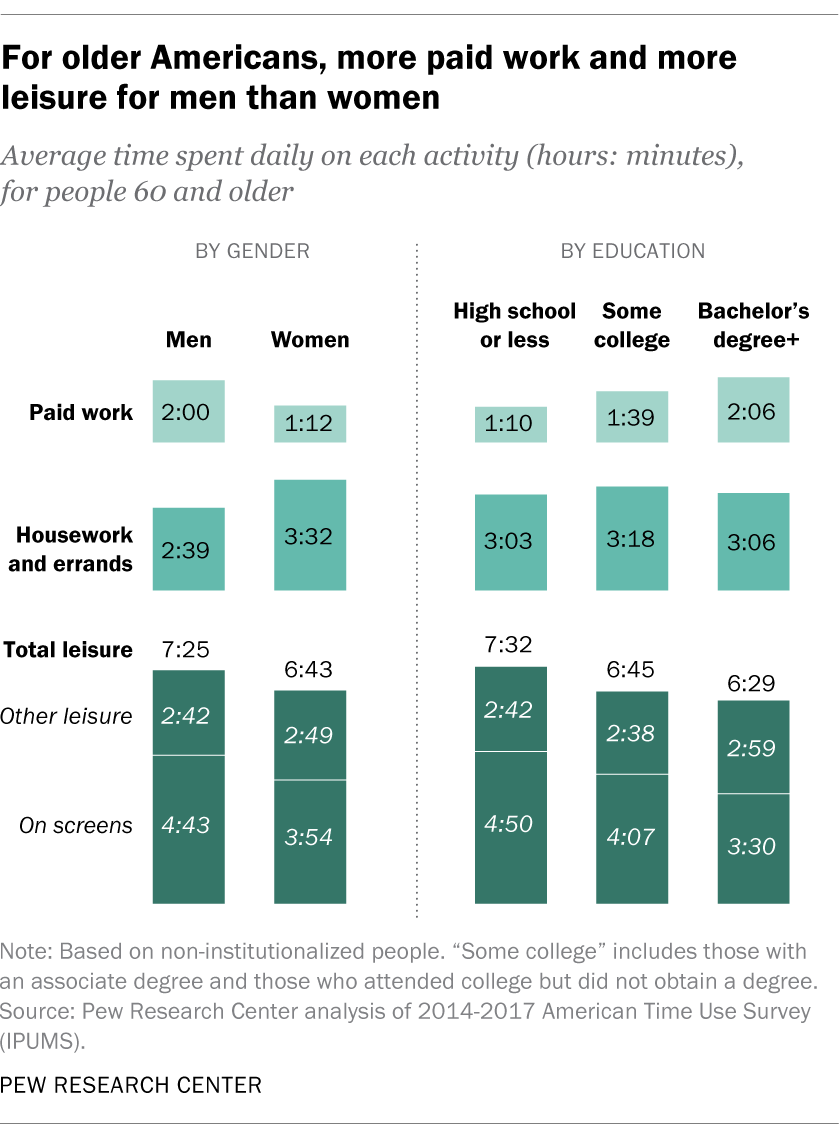 For older Americans, more paid work and more
leisure for men than women
Average time spent daily on each activity (hours: minutes),
for people 60 and older
BY GENDER
BY EDUCATION
Men
Women
High school
or less
Some
college
Bachelor's
degree+
Paid work
2:00
1:12
1:10
1:39
2:06
Housework
and errands
2:39
3:32
3:03
3:18
3:06
Total leisure
7:25
6:43
7:32
6:45
6:29
Other leisure
2:42
2:49
2:42
2:38
2:59
On screens
4:43
3:54
4:50
4:07
3:30
Note: Based on non-institutionalized people. “Some college” includes those with
an associate degree and those who attended college but did not obtain a degree.
Source: Pew Research Center analysis of 2014-2017 American Time Use Survey
(IPUMS).
PEW RESEARCH CENTER